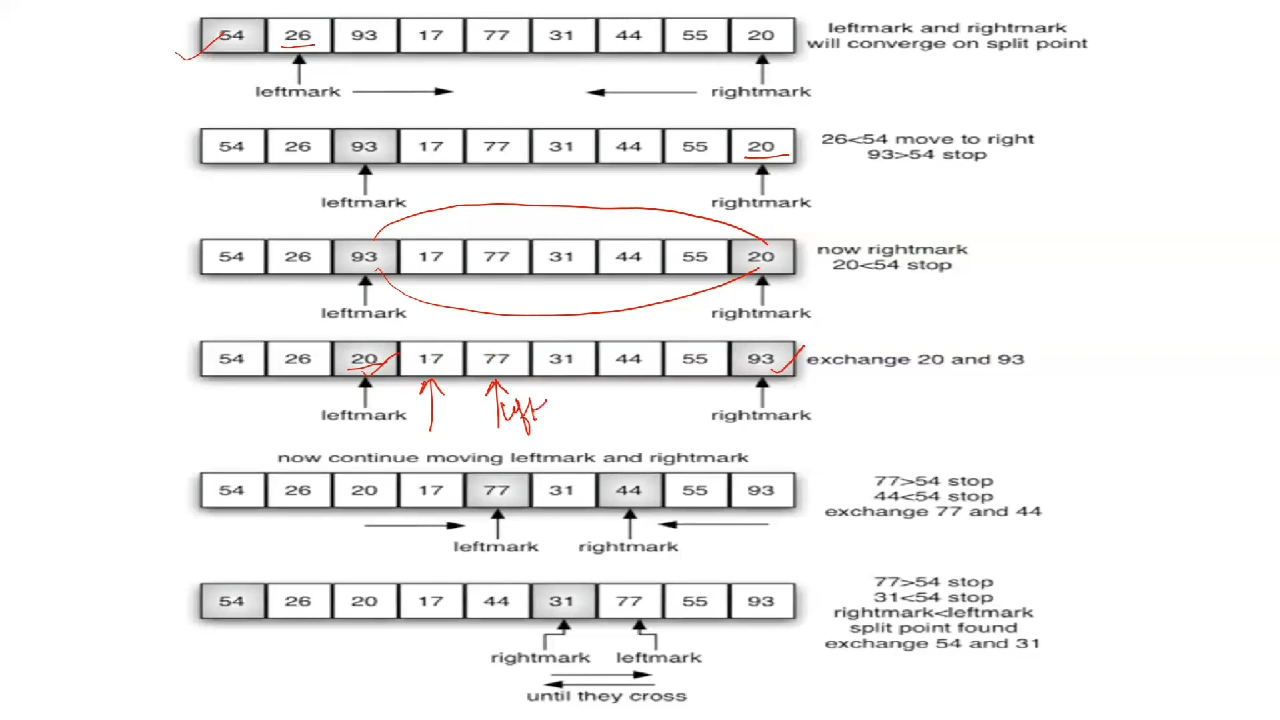 54 26 93 17 77 31 44 55 20
leftmark and rightmark
will converge on split point
leftmark
rightmark
54 26 93 17 77 31 44 55 20
26<54 move to right
93>54 stop
leftmark
rightmark
54 26 93 17 77 31 44 55 20
now rightmark
20<54 stop
leftmark
rightmark
54 26 20 17 77 31 44 55 93
exchange 20 and 93
leftmark
left
rightmark
now continue moving leftmark and rightmark
54 26 20 17 77 31 44 55 93
77>54 stop
44<54 stop
exchange 77 and 44
leftmark
rightmark
54 26 20 17 44 31 77 55 93
77>54 stop
31<54 stop
rightmark<leftmark
split point found
exchange 54 and 31
rightmark
leftmark
until they cross